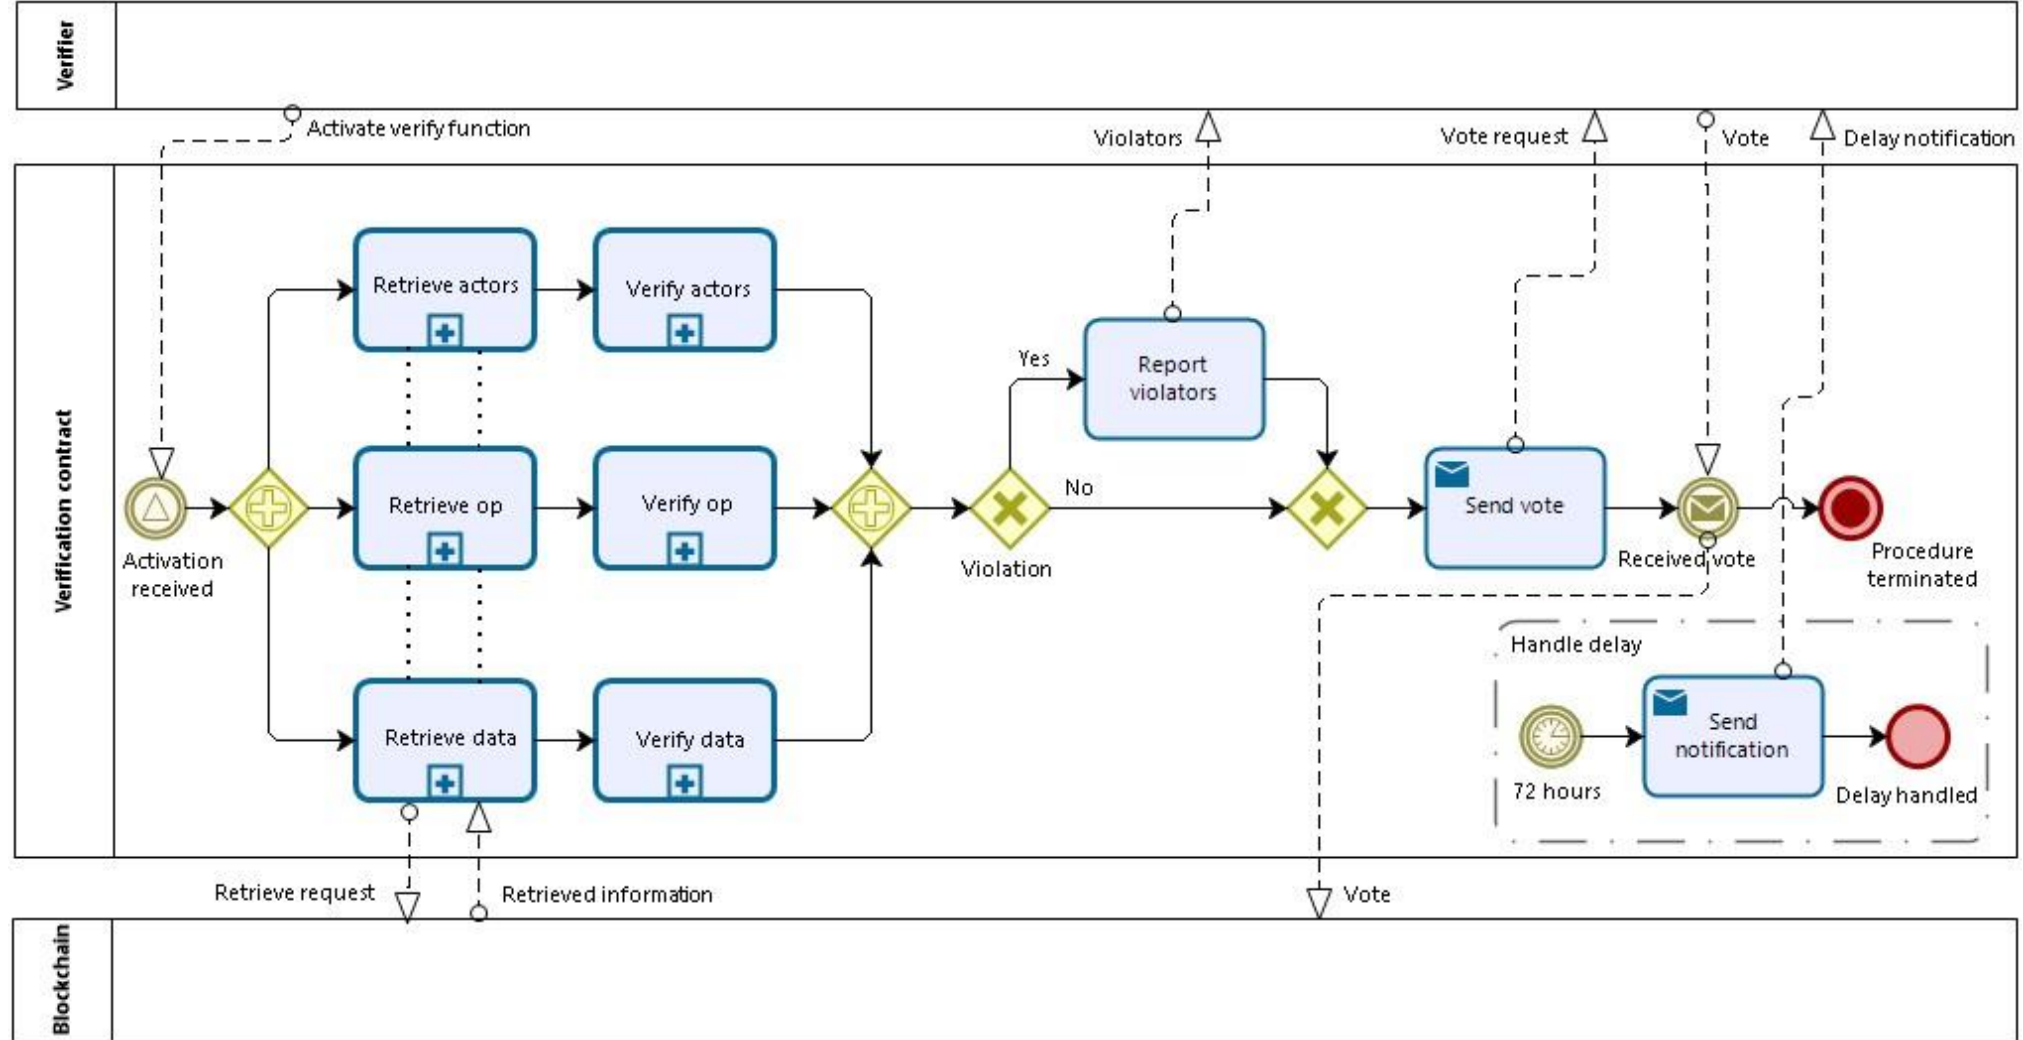 Verifier
Activate verify function
Violators
Vote request
Vote
Delay notification
Verification contract
Retrieve actors
Verify actors
Yes
Report
violators
Retrieve op
Verify op
No
Send vote
Activation
received
Violation
Received vote
Procedure
terminated
Handle delay
Retrieve data
Verify data
Send
notification
72 hours
Delay handled
Retrieve request
Retrieved information
Vote
Blockchain